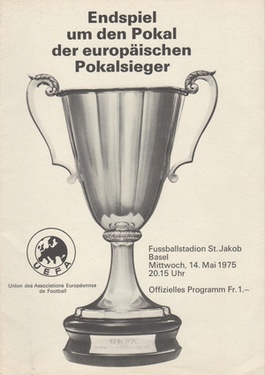 Endspiel
um den Pokal
der europäischen
Pokalsieger
UEFA
Union des Associations Européennes
de Football
Fussballstadion St. Jakob
Basel
Mittwoch, 14. Mai 1975
20.15 Uhr
Offizielles Programm Fr. 1,–
UEFA